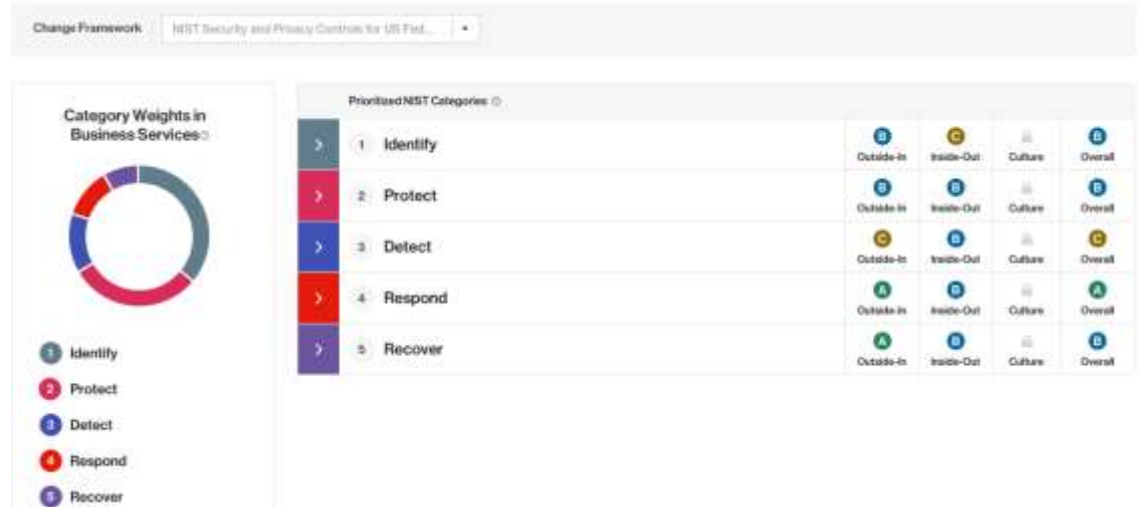 Change Framework
NIST Security and Privacy Controls for US Fed...
Category Weights in
Business Services
1 Identify
2 Protect
3 Detect
4 Respond
5 Recover
Prioritized NIST Categories
1 Identify
B Outside-In
C Inside-Out
Culture
B Overall
2 Protect
B Outside-In
B Inside-Out
Culture
B Overall
3 Detect
C Outside-In
B Inside-Out
Culture
C Overall
4 Respond
A Outside-In
B Inside-Out
Culture
A Overall
5 Recover
A Outside-In
B Inside-Out
Culture
B Overall